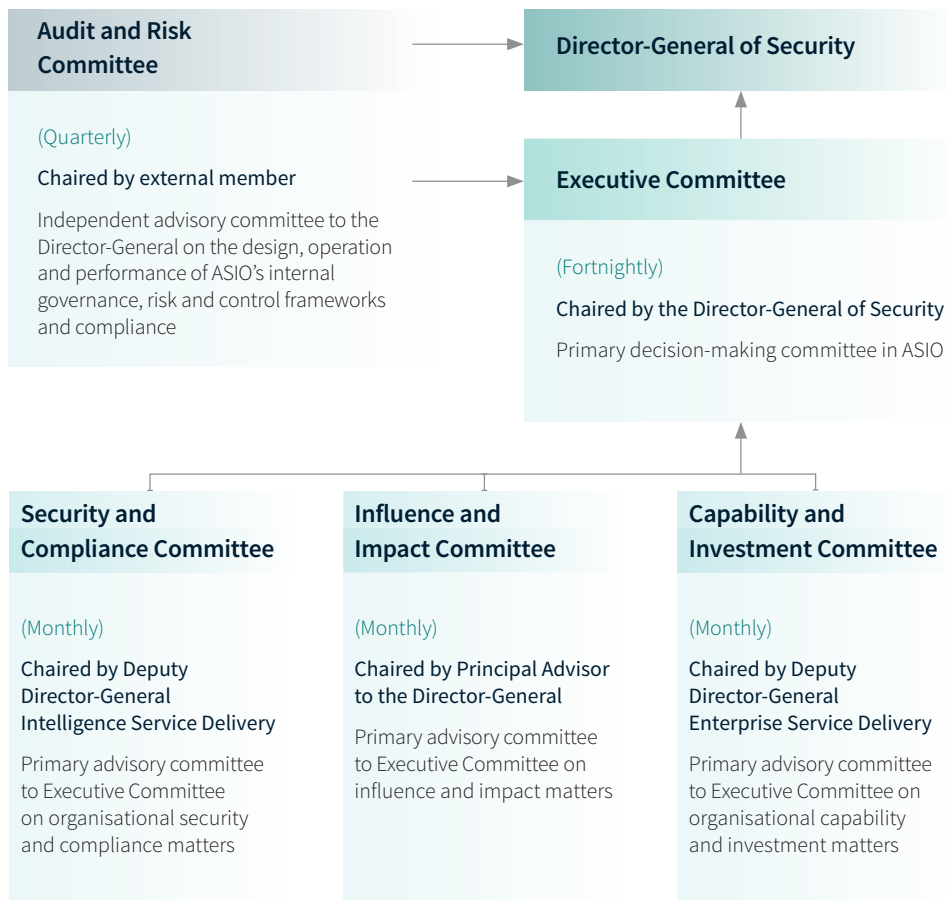 Audit and Risk
Committee
(Quarterly)
Chaired by external member
Independent advisory committee to the
Director-General on the design, operation
and performance of ASIO’s internal
governance, risk and control frameworks
and compliance
Director-General of Security
Executive Committee
(Fortnightly)
Chaired by the Director-General of Security
Primary decision-making committee in ASIO
Security and
Compliance Committee
(Monthly)
Chaired by Deputy
Director-General
Intelligence Service Delivery
Primary advisory committee
to Executive Committee
on organisational security
and compliance matters
Influence and
Impact Committee
(Monthly)
Chaired by Principal Advisor
to the Director-General
Primary advisory committee
to Executive Committee on
influence and impact matters
Capability and
Investment Committee
(Monthly)
Chaired by Deputy
Director-General
Enterprise Service Delivery
Primary advisory committee
to Executive Committee on
organisational capability
and investment matters